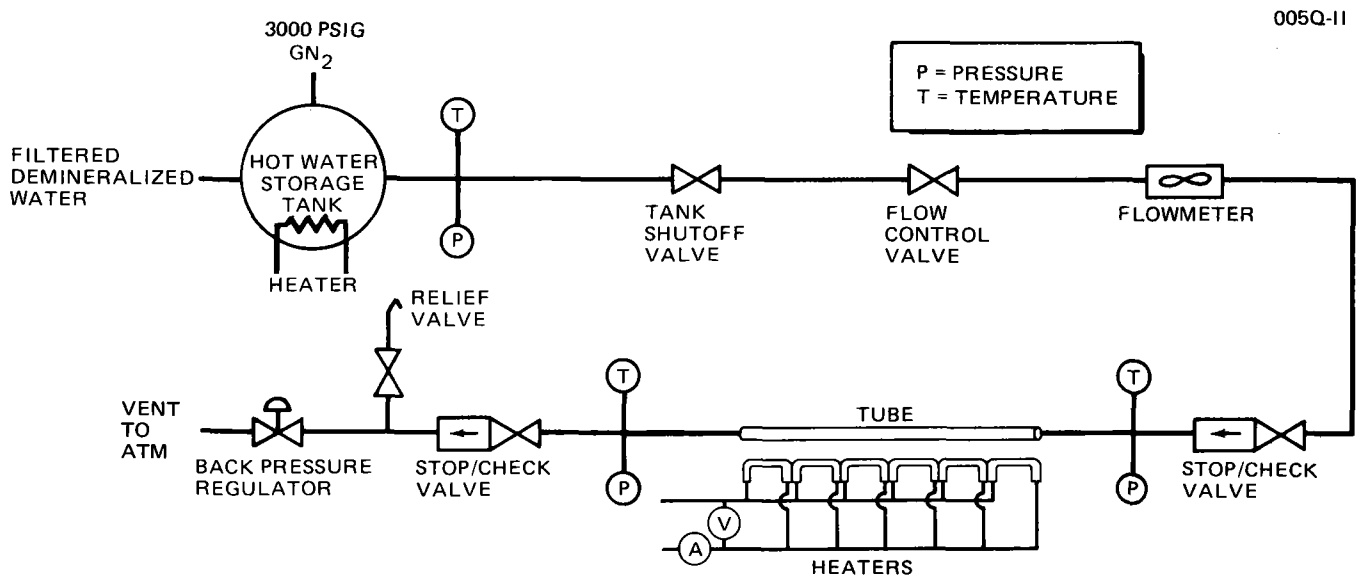 005Q-II
3000 PSIG
GN2
P = PRESSURE
T = TEMPERATURE
FILTERED
DEMINERALIZED
WATER
HOT WATER
STORAGE
TANK
HEATER
T
P
TANK
SHUTOFF
VALVE
FLOW
CONTROL
VALVE
FLOWMETER
RELIEF
VALVE
VENT
TO
ATM
BACK PRESSURE
REGULATOR
STOP/CHECK
VALVE
T
P
TUBE
V
A
HEATERS
T
P
STOP/CHECK
VALVE